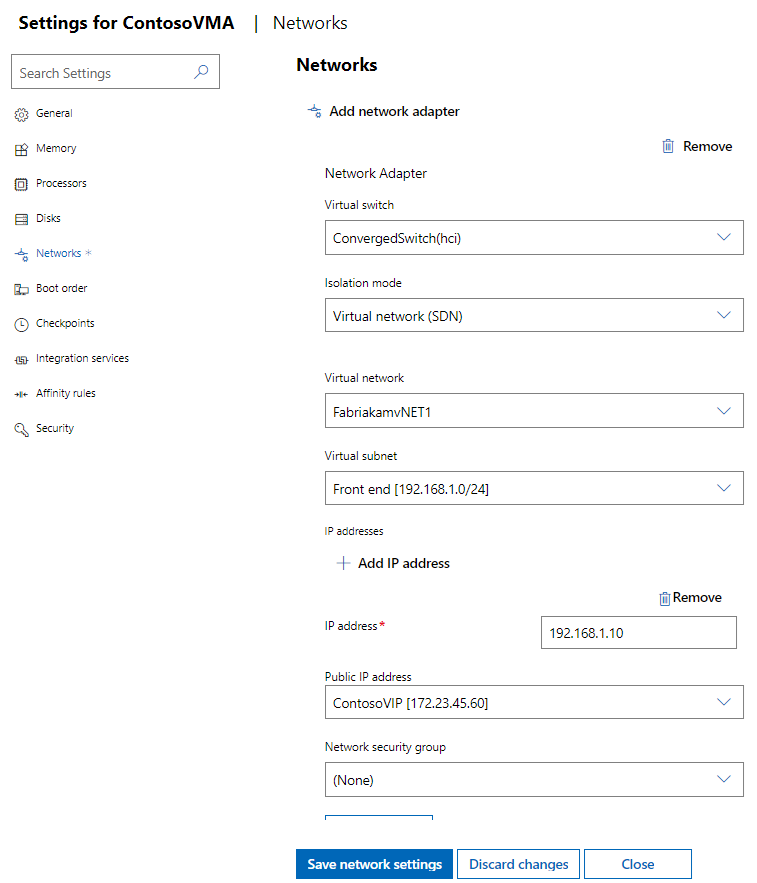 Settings for ContosoVMA | Networks
Search Settings
General
Memory
Processors
Disks
Networks *
Boot order
Checkpoints
Integration services
Affinity rules
Security
Networks
Add network adapter
Remove
Network Adapter
Virtual switch
ConvergedSwitch(hci)
Isolation mode
Virtual network (SDN)
Virtual network
FabriakamvNET1
Virtual subnet
Front end [192.168.1.0/24]
IP addresses
Add IP address
Remove
IP address*
192.168.1.10
Public IP address
ContosoVIP [172.23.45.60]
Network security group
(None)
Save network settings
Discard changes
Close